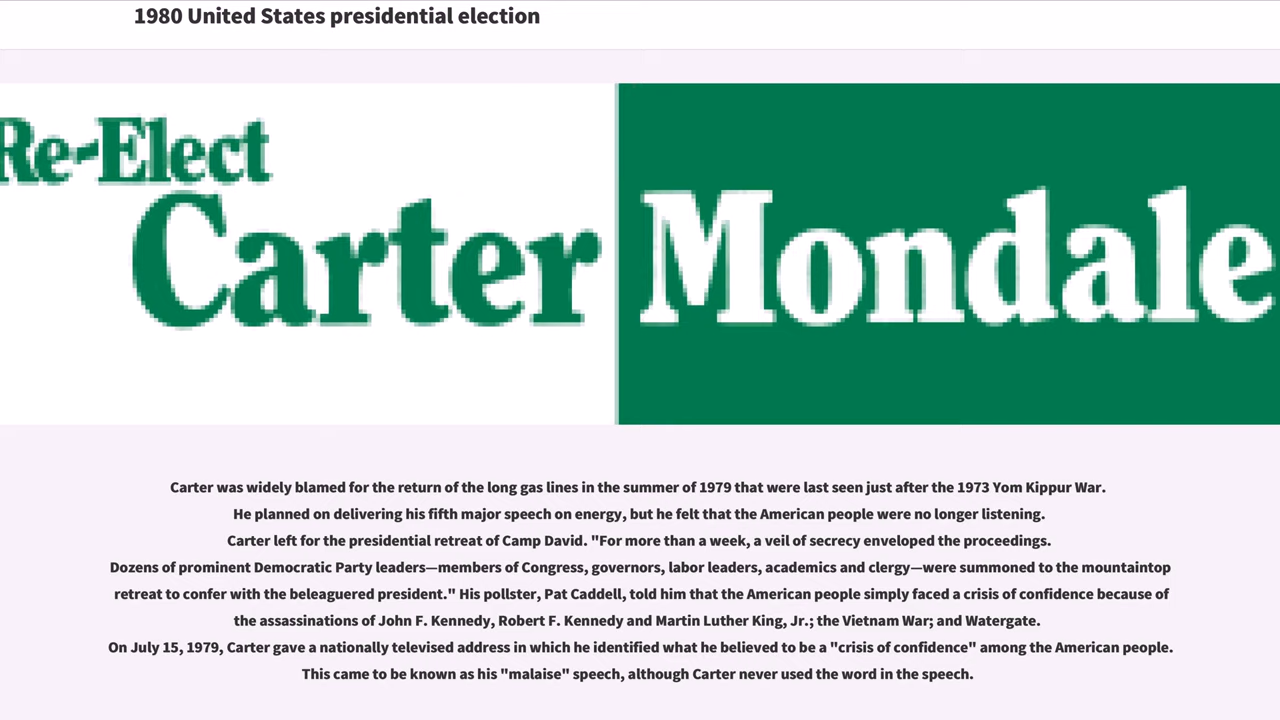 1980 United States presidential election
Re-Elect
Carter Mondale
Carter was widely blamed for the return of the long gas lines in the summer of 1979 that were last seen just after the 1973 Yom Kippur War.
He planned on delivering his fifth major speech on energy, but he felt that the American people were no longer listening.
Carter left for the presidential retreat of Camp David. "For more than a week, a veil of secrecy enveloped the proceedings.
Dozens of prominent Democratic Party leaders—members of Congress, governors, labor leaders, academics and clergy—were summoned to the mountaintop
retreat to confer with the beleaguered president." His pollster, Pat Caddell, told him that the American people simply faced a crisis of confidence because of
the assassinations of John F. Kennedy, Robert F. Kennedy and Martin Luther King, Jr.; the Vietnam War; and Watergate.
On July 15, 1979, Carter gave a nationally televised address in which he identified what he believed to be a "crisis of confidence" among the American people.
This came to be known as his "malaise" speech, although Carter never used the word in the speech.